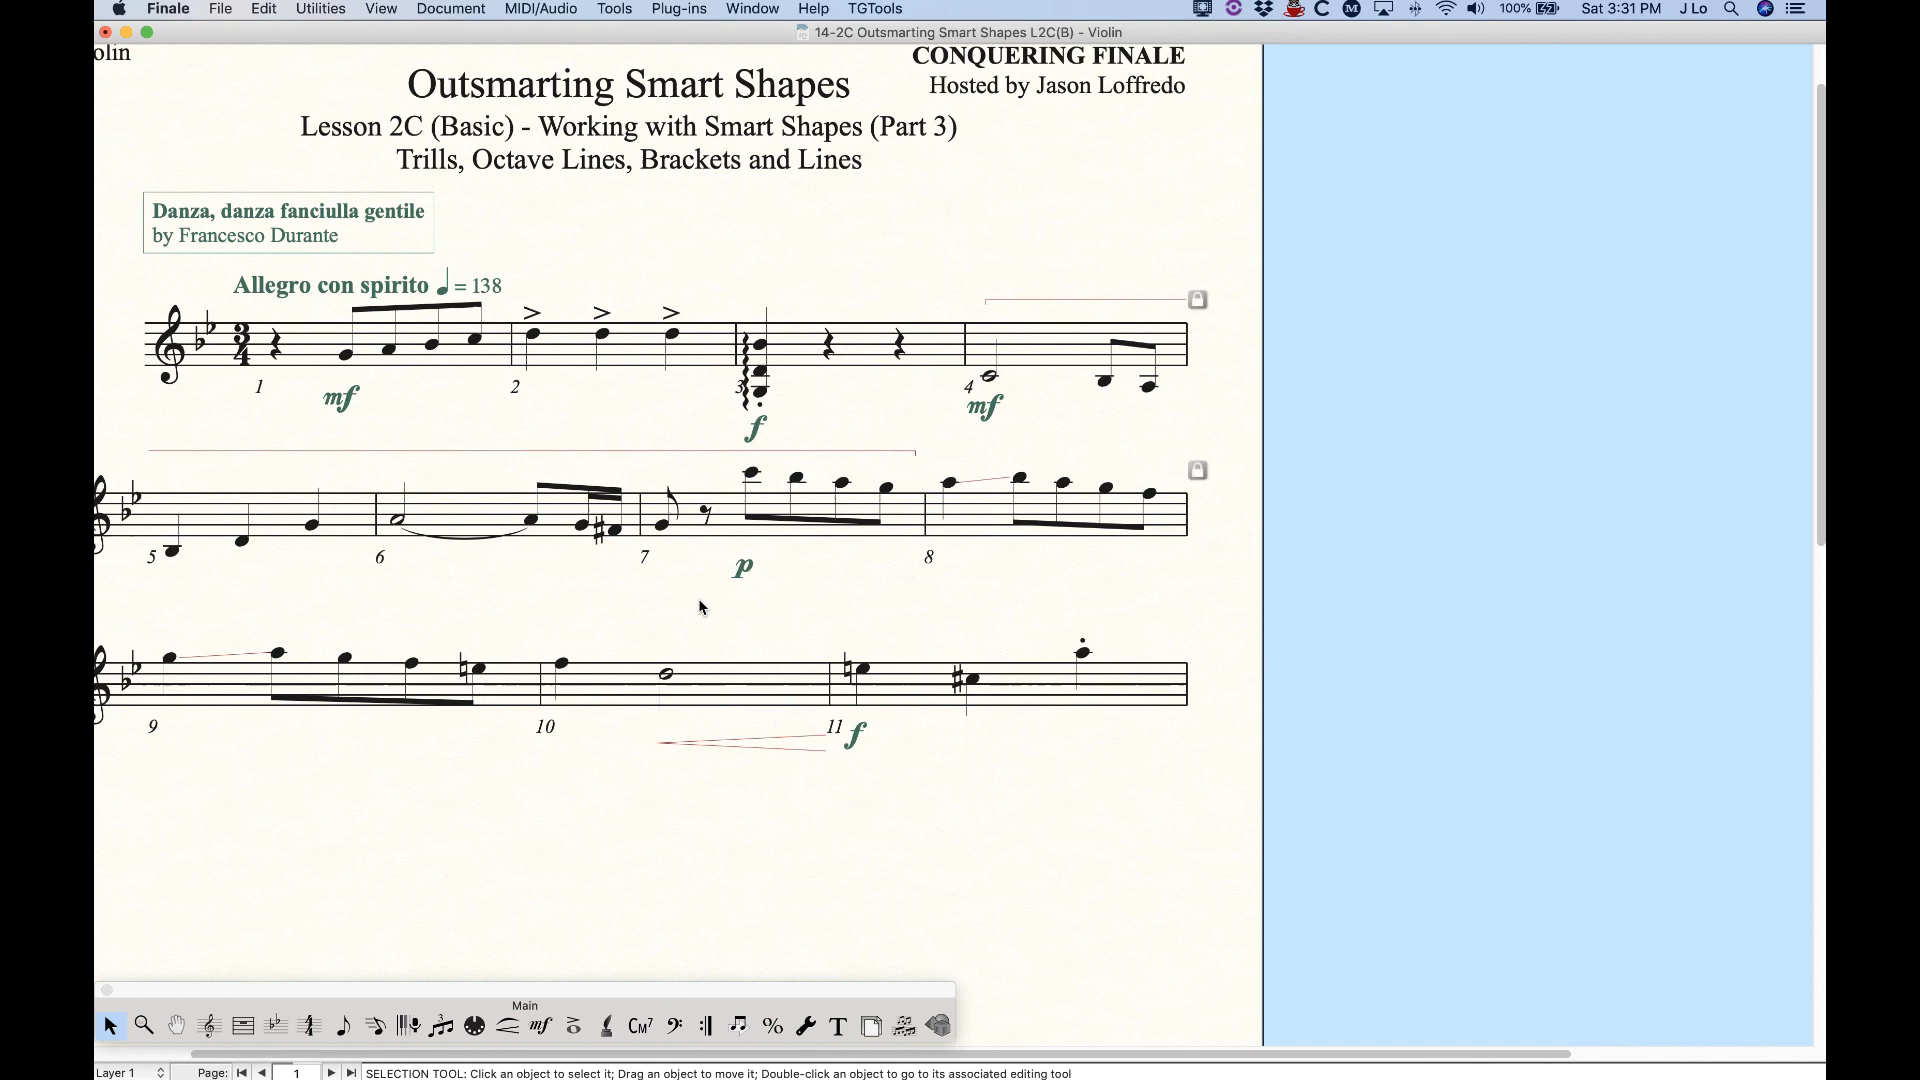 Finale File Edit Utilities View Document MIDI/Audio Tools Plug-ins Window Help TGTools 100% Sat 3:31 PM J Lo
14-2C Outsmarting Smart Shapes L2C(B) - Violin
olin
CONQUERING FINALE
Outsmarting Smart Shapes
Hosted by Jason Loffredo
Lesson 2C (Basic) - Working with Smart Shapes (Part 3)
Trills, Octave Lines, Brackets and Lines
Danza, danza fanciulla gentile
by Francesco Durante
Allegro con spirito ♩ = 138
3
4
1 mf 2 3 f 4 mf
5 6 7 p 8
9 10 11 f
Main
3 mf CM7 %  T
Layer 1 Page: 1 SELECTION TOOL: Click an object to select it; Drag an object to move it; Double-click an object to go to its associated editing tool